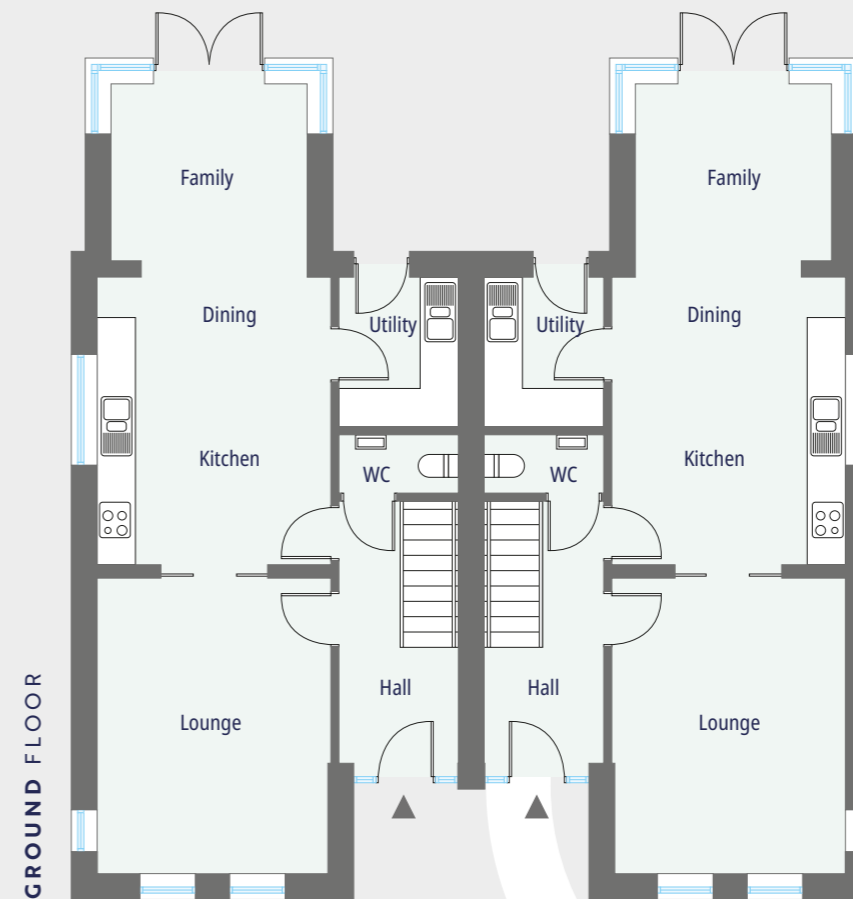 Family
Family
Dining
Utility
Utility
Dining
Kitchen
WC
WC
Kitchen
Hall
Hall
Lounge
Lounge
GROUND FLOOR